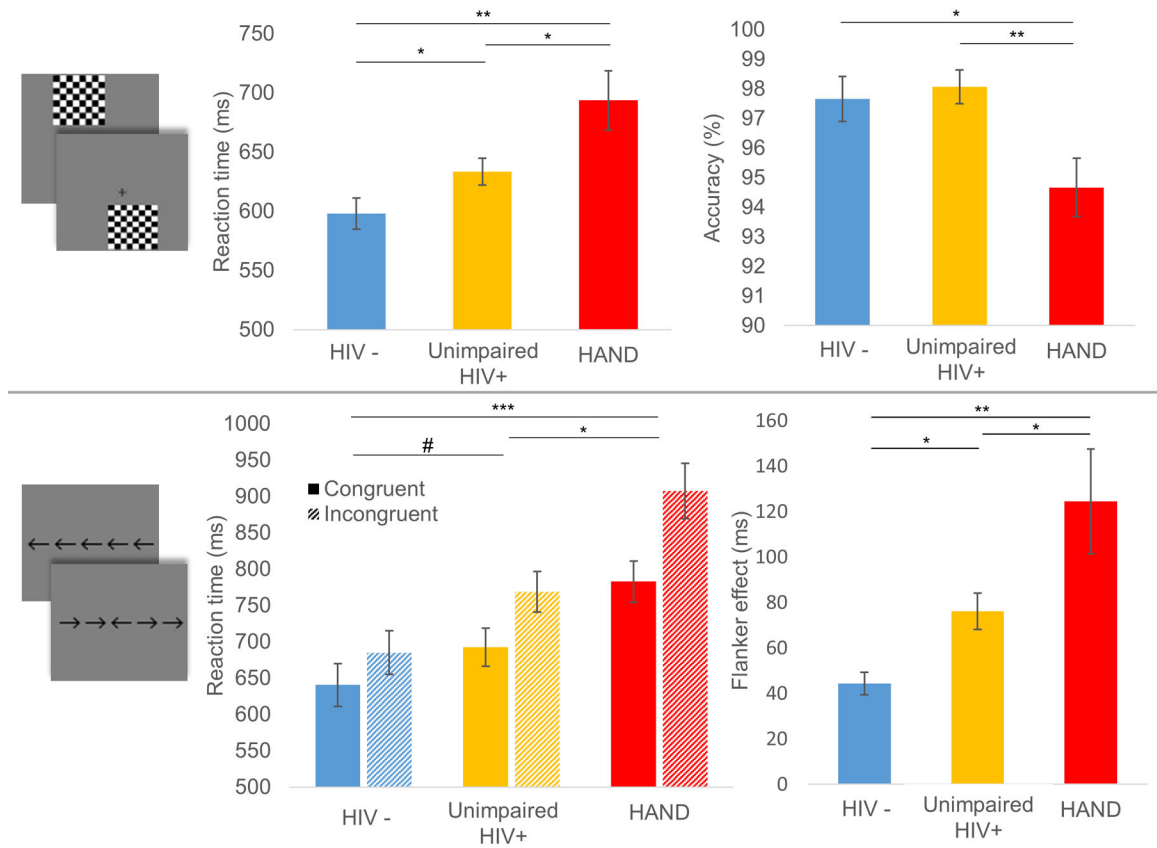 Reaction time (ms)
750
700
650
600
550
500
**
*
*
HIV -
Unimpaired
HIV+
HAND
Accuracy (%)
100
99
98
97
96
95
94
93
92
91
90
*
**
HIV -
Unimpaired
HIV+
HAND
Reaction time (ms)
1000
950
900
850
800
750
700
650
600
550
500
***
*
#
Congruent
Incongruent
HIV -
Unimpaired
HIV+
HAND
Flanker effect (ms)
160
140
120
100
80
60
40
20
0
**
*
*
HIV -
Unimpaired
HIV+
HAND